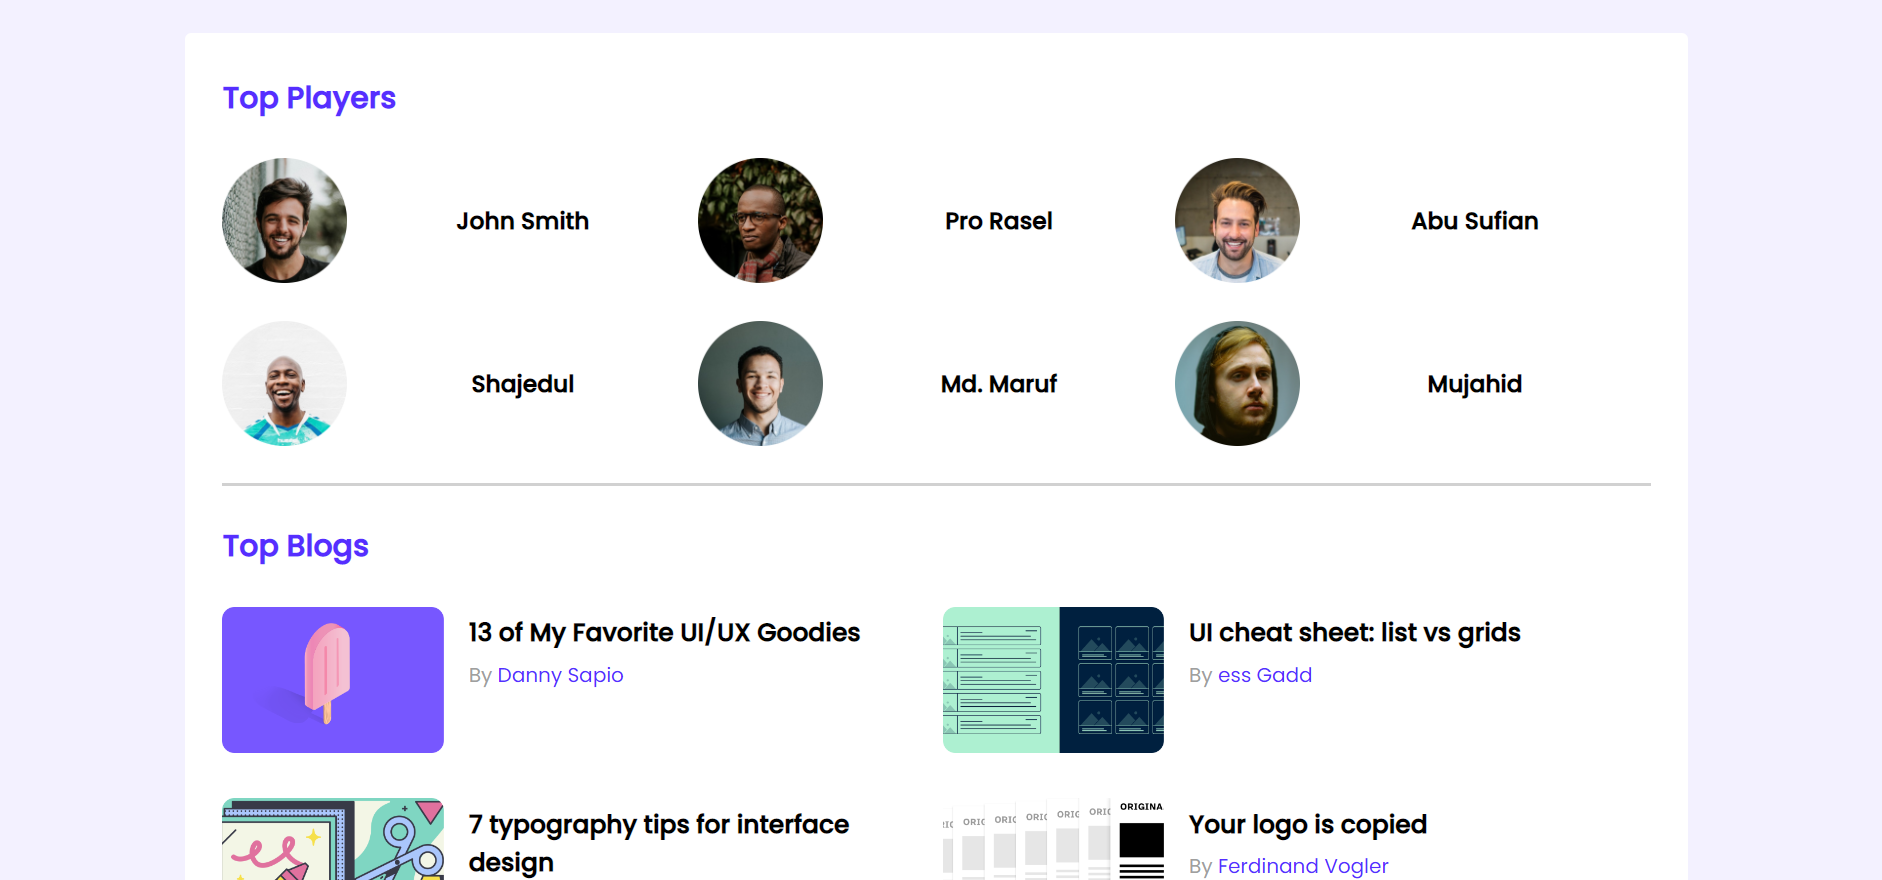 Top Players
John Smith
Pro Rasel
Abu Sufian
Shajedul
Md. Maruf
Mujahid
Top Blogs
13 of My Favorite UI/UX Goodies
By Danny Sapio
UI cheat sheet: list vs grids
By ess Gadd
7 typography tips for interface
design
ORIGINA
Your logo is copied
By Ferdinand Vogler